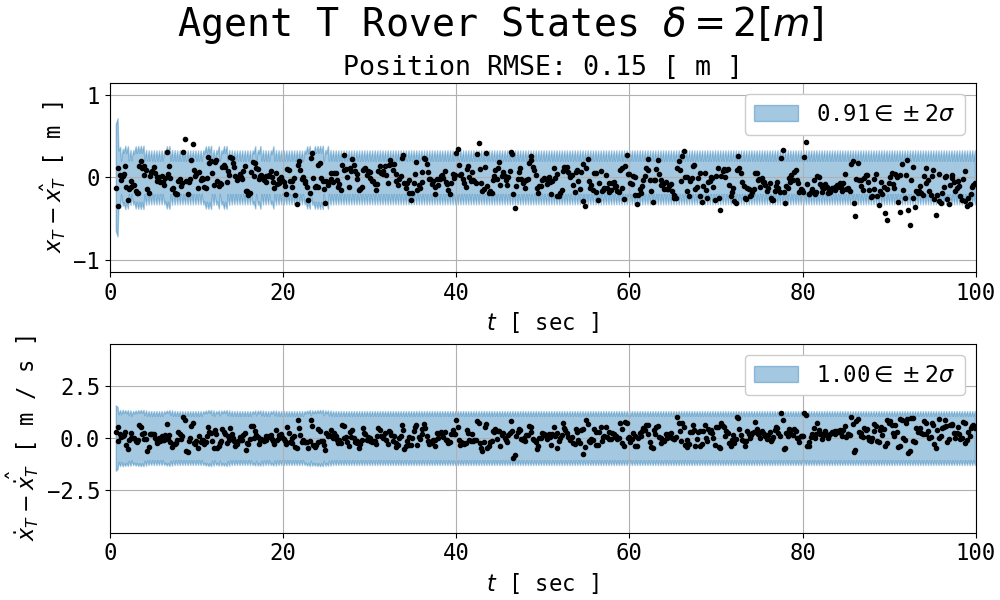 Agent T Rover States δ = 2[m]
Position RMSE: 0.15 [ m ]
x_T − x̂_T [ m ]
1
0
−1
0.91 ∈ ±2σ
0 20 40 60 80 100
t [ sec ]
ẋ_T − ẋ̂_T [ m / s ]
2.5
0.0
−2.5
1.00 ∈ ±2σ
0 20 40 60 80 100
t [ sec ]